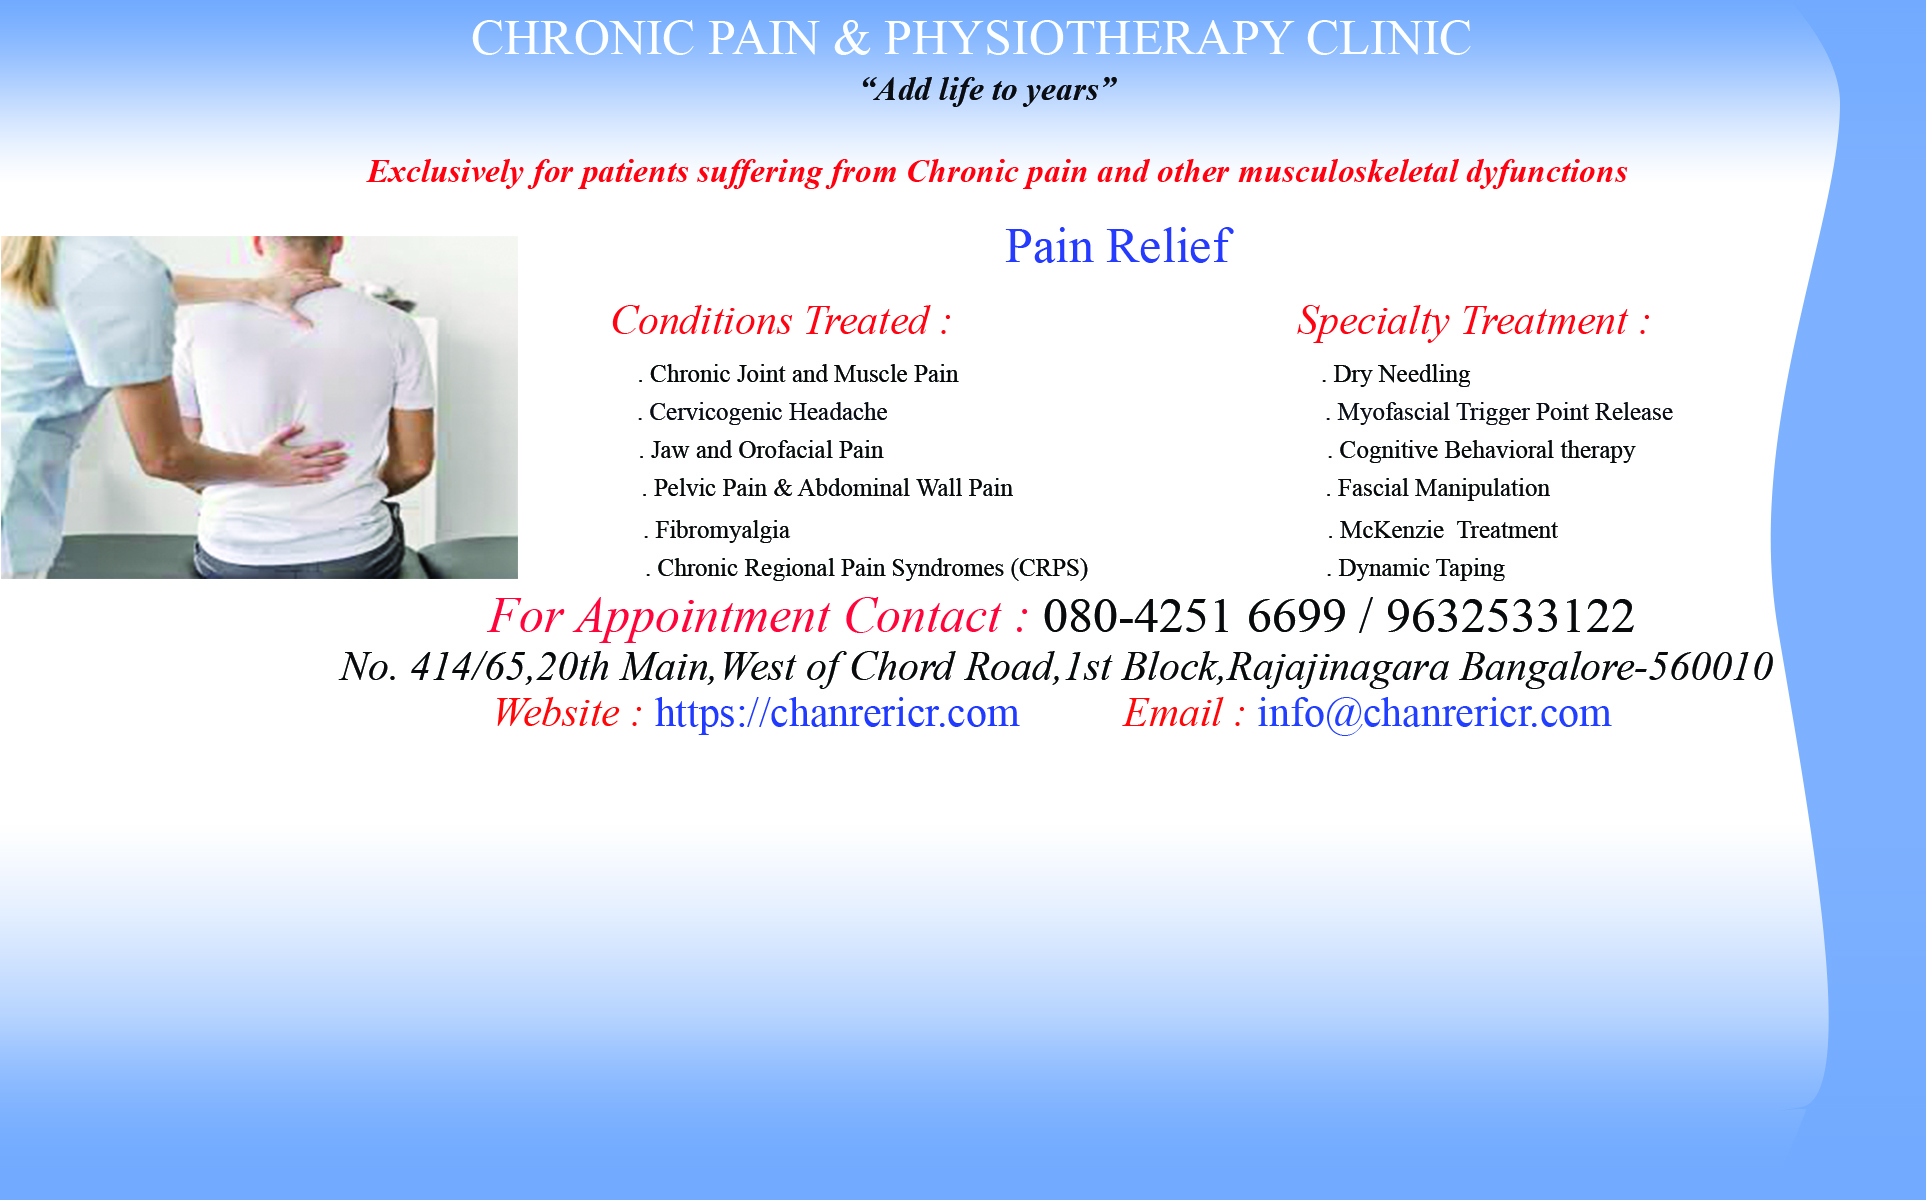 CHRONIC PAIN & PHYSIOTHERAPY CLINIC
“Add life to years”
Exclusively for patients suffering from Chronic pain and other musculoskeletal dyfunctions
Pain Relief
Conditions Treated :
. Chronic Joint and Muscle Pain
. Cervicogenic Headache
. Jaw and Orofacial Pain
. Pelvic Pain & Abdominal Wall Pain
. Fibromyalgia
. Chronic Regional Pain Syndromes (CRPS)
Specialty Treatment :
. Dry Needling
. Myofascial Trigger Point Release
. Cognitive Behavioral therapy
. Fascial Manipulation
. McKenzie  Treatment
. Dynamic Taping
For Appointment Contact : 080-4251 6699 / 9632533122
No. 414/65,20th Main,West of Chord Road,1st Block,Rajajinagara Bangalore-560010
Website : https://chanrericr.com Email : info@chanrericr.com